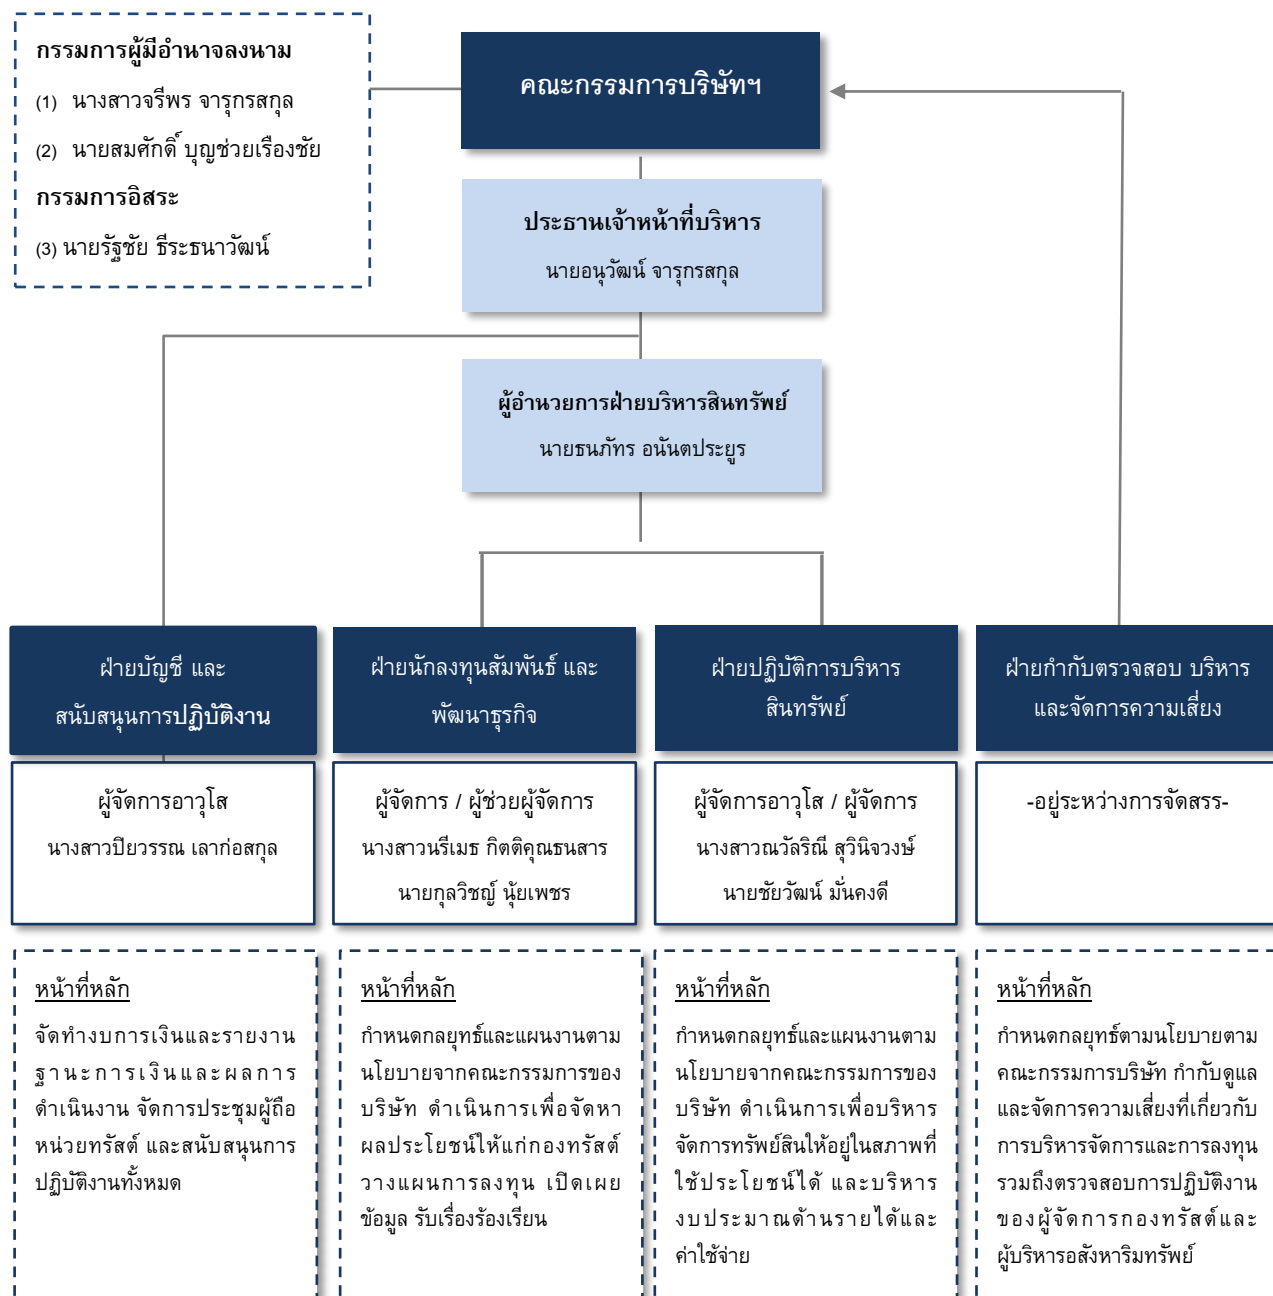 กรรมการผู้มีอำนาจลงนาม
(1) นางสาวจรีพร จารุกรสกุล
(2) นายสมศักดิ์ บุญช่วยเรืองชัย
กรรมการอิสระ
(3) นายรัฐชัย ธีระธนาวัฒน์
คณะกรรมการบริษัทฯ
ประธานเจ้าหน้าที่บริหาร
นายอนุวัฒน์ จารุกรสกุล
ผู้อำนวยการฝ่ายบริหารสินทรัพย์
นายธนภัทร อนันตประยูร
ฝ่ายบัญชี และ
สนับสนุนการปฏิบัติงาน
ผู้จัดการอาวุโส
นางสาวปิยวรรณ เลาก่อสกุล
หน้าที่หลัก
จัดทำงบการเงินและรายงาน
ฐานะการเงินและผลการ
ดำเนินงาน จัดการประชุมผู้ถือ
หน่วยทรัสต์ และสนับสนุนการ
ปฏิบัติงานทั้งหมด
ฝ่ายนักลงทุนสัมพันธ์ และ
พัฒนาธุรกิจ
ผู้จัดการ / ผู้ช่วยผู้จัดการ
นางสาวนรีเมธ กิตติคุณธนสาร
นายกุลวิชญ์ นุ้ยเพชร
หน้าที่หลัก
กำหนดกลยุทธ์และแผนงานตาม
นโยบายจากคณะกรรมการของ
บริษัท ดำเนินการเพื่อจัดหา
ผลประโยชน์ให้แก่กองทรัสต์
วางแผนการลงทุน เปิดเผย
ข้อมูล รับเรื่องร้องเรียน
ฝ่ายปฏิบัติการบริหาร
สินทรัพย์
ผู้จัดการอาวุโส / ผู้จัดการ
นางสาวณวัลริณี สุวินิจวงษ์
นายชัยวัฒน์ มั่นคงดี
หน้าที่หลัก
กำหนดกลยุทธ์และแผนงานตาม
นโยบายจากคณะกรรมการของ
บริษัท ดำเนินการเพื่อบริหาร
จัดการทรัพย์สินให้อยู่ในสภาพที่
ใช้ประโยชน์ได้ และบริหาร
งบประมาณด้านรายได้และ
ค่าใช้จ่าย
ฝ่ายกำกับตรวจสอบ บริหาร
และจัดการความเสี่ยง
-อยู่ระหว่างการจัดสรร-
หน้าที่หลัก
กำหนดกลยุทธ์ตามนโยบายตาม
คณะกรรมการบริษัท กำกับดูแล
และจัดการความเสี่ยงที่เกี่ยวกับ
การบริหารจัดการและการลงทุน
รวมถึงตรวจสอบการปฏิบัติงาน
ของผู้จัดการกองทรัสต์และ
ผู้บริหารอสังหาริมทรัพย์